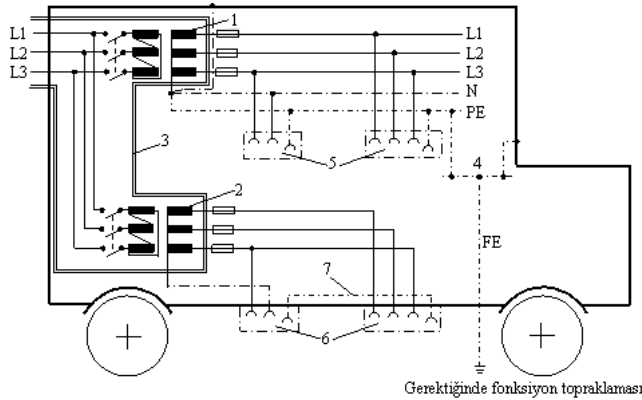 1
L1
L1
L2
L2
L3
L3
N
PE
3
5
4
2
FE
7
6
Gerektiğinde fonksiyon topraklaması